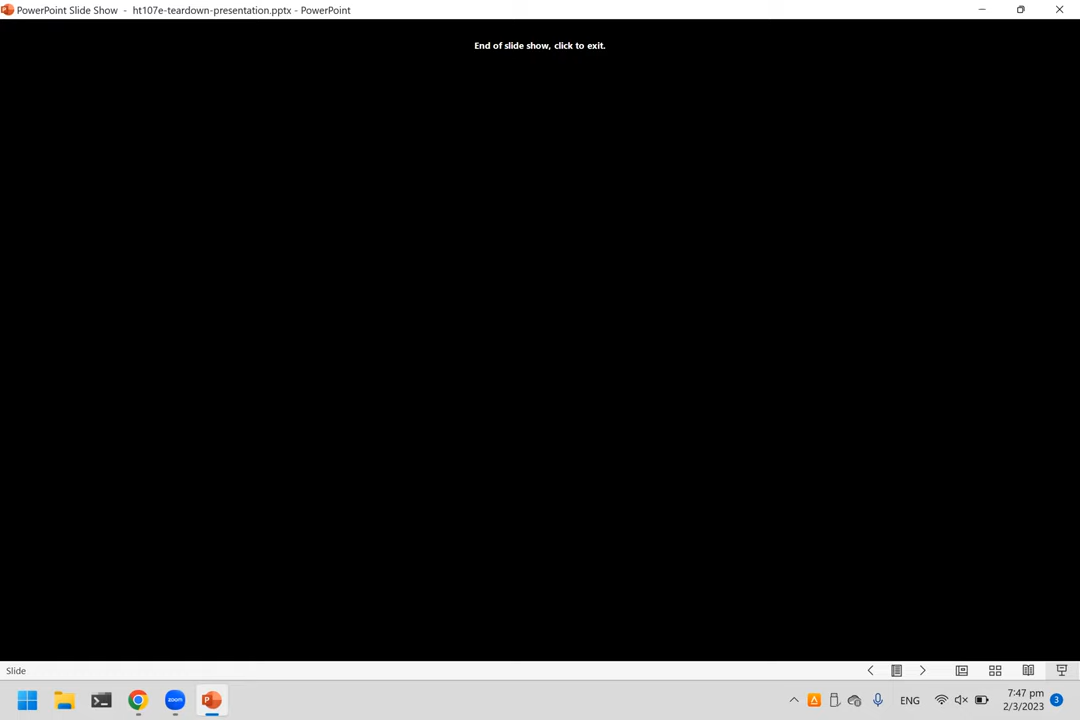 PowerPoint Slide Show - ht107e-teardown-presentation.pptx - PowerPoint
End of slide show, click to exit.
Slide
zoom
ENG
7:47 pm
2/3/2023
3